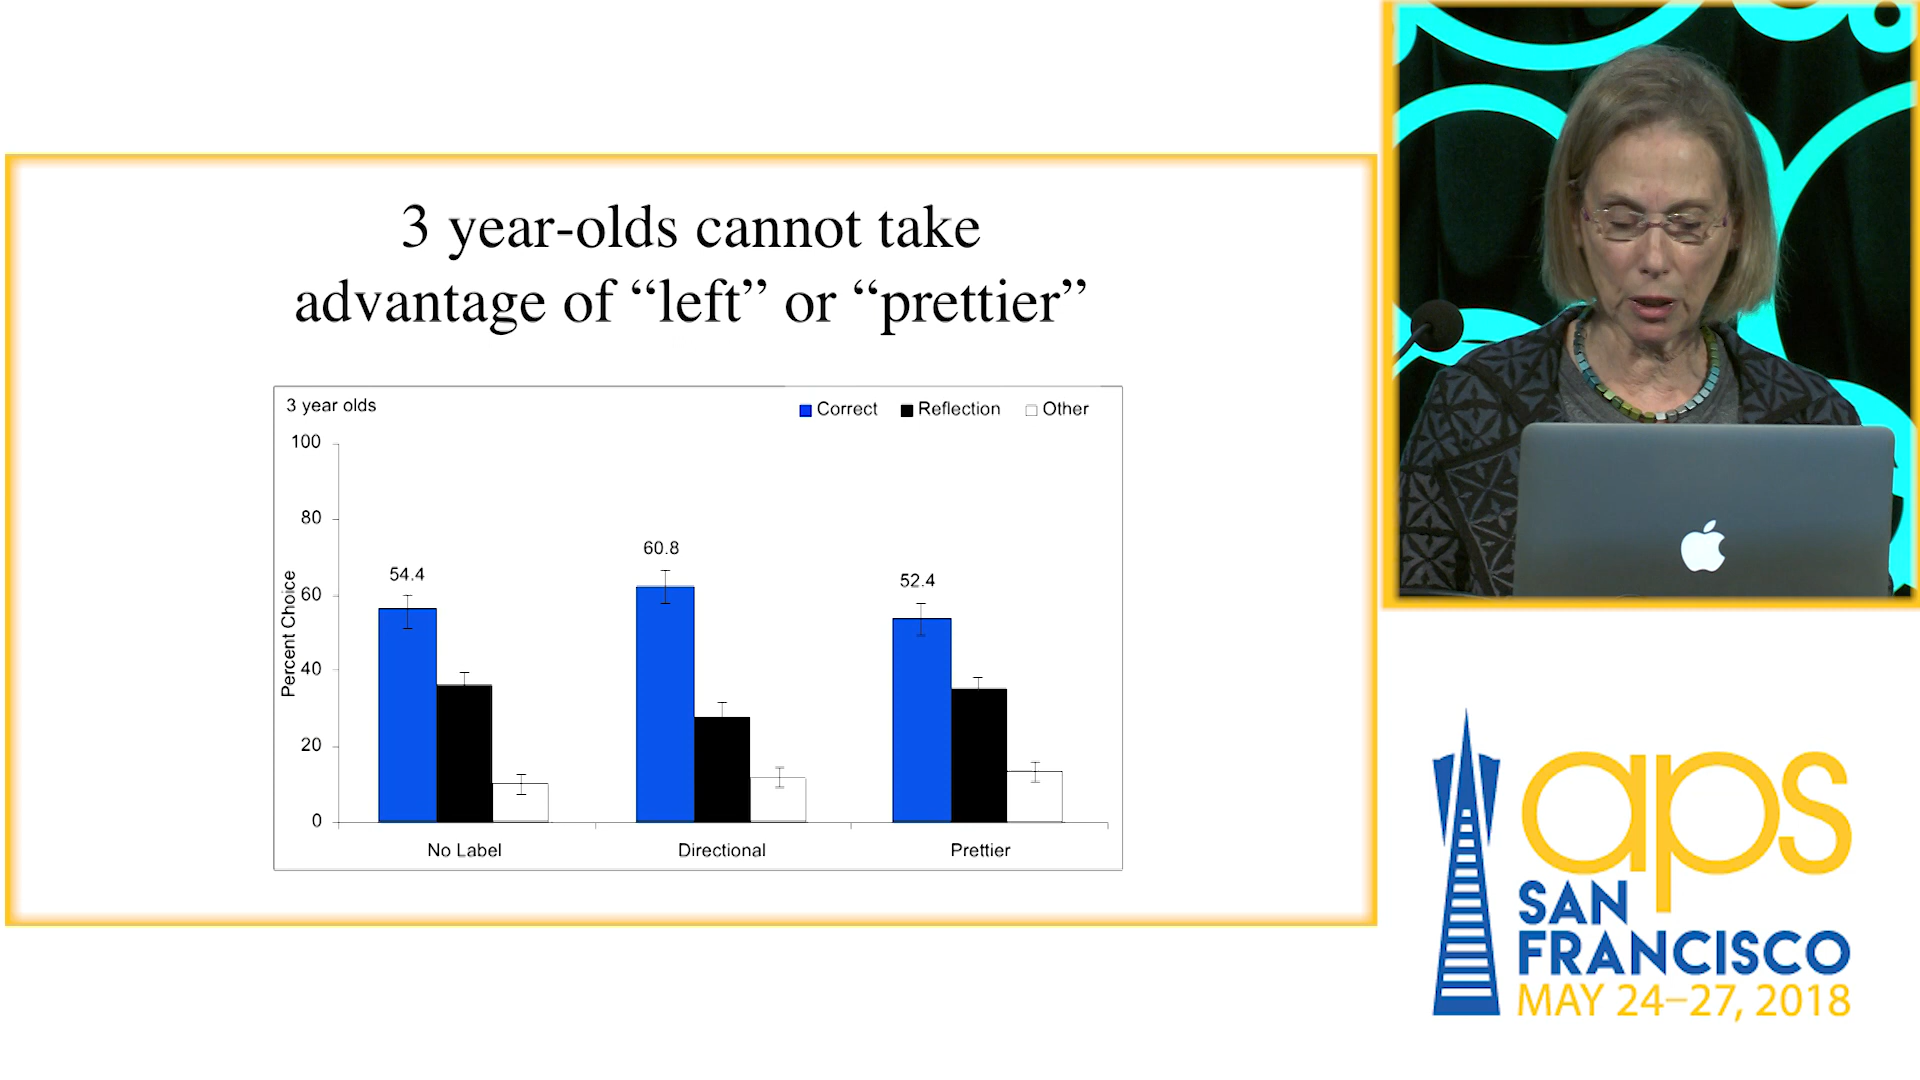 3 year-olds cannot take
advantage of “left” or “prettier”
3 year olds
Correct
Reflection
Other
Percent Choice
100
80
60
40
20
0
54.4
60.8
52.4
No Label
Directional
Prettier
aps
SAN
FRANCISCO
MAY 24–27, 2018